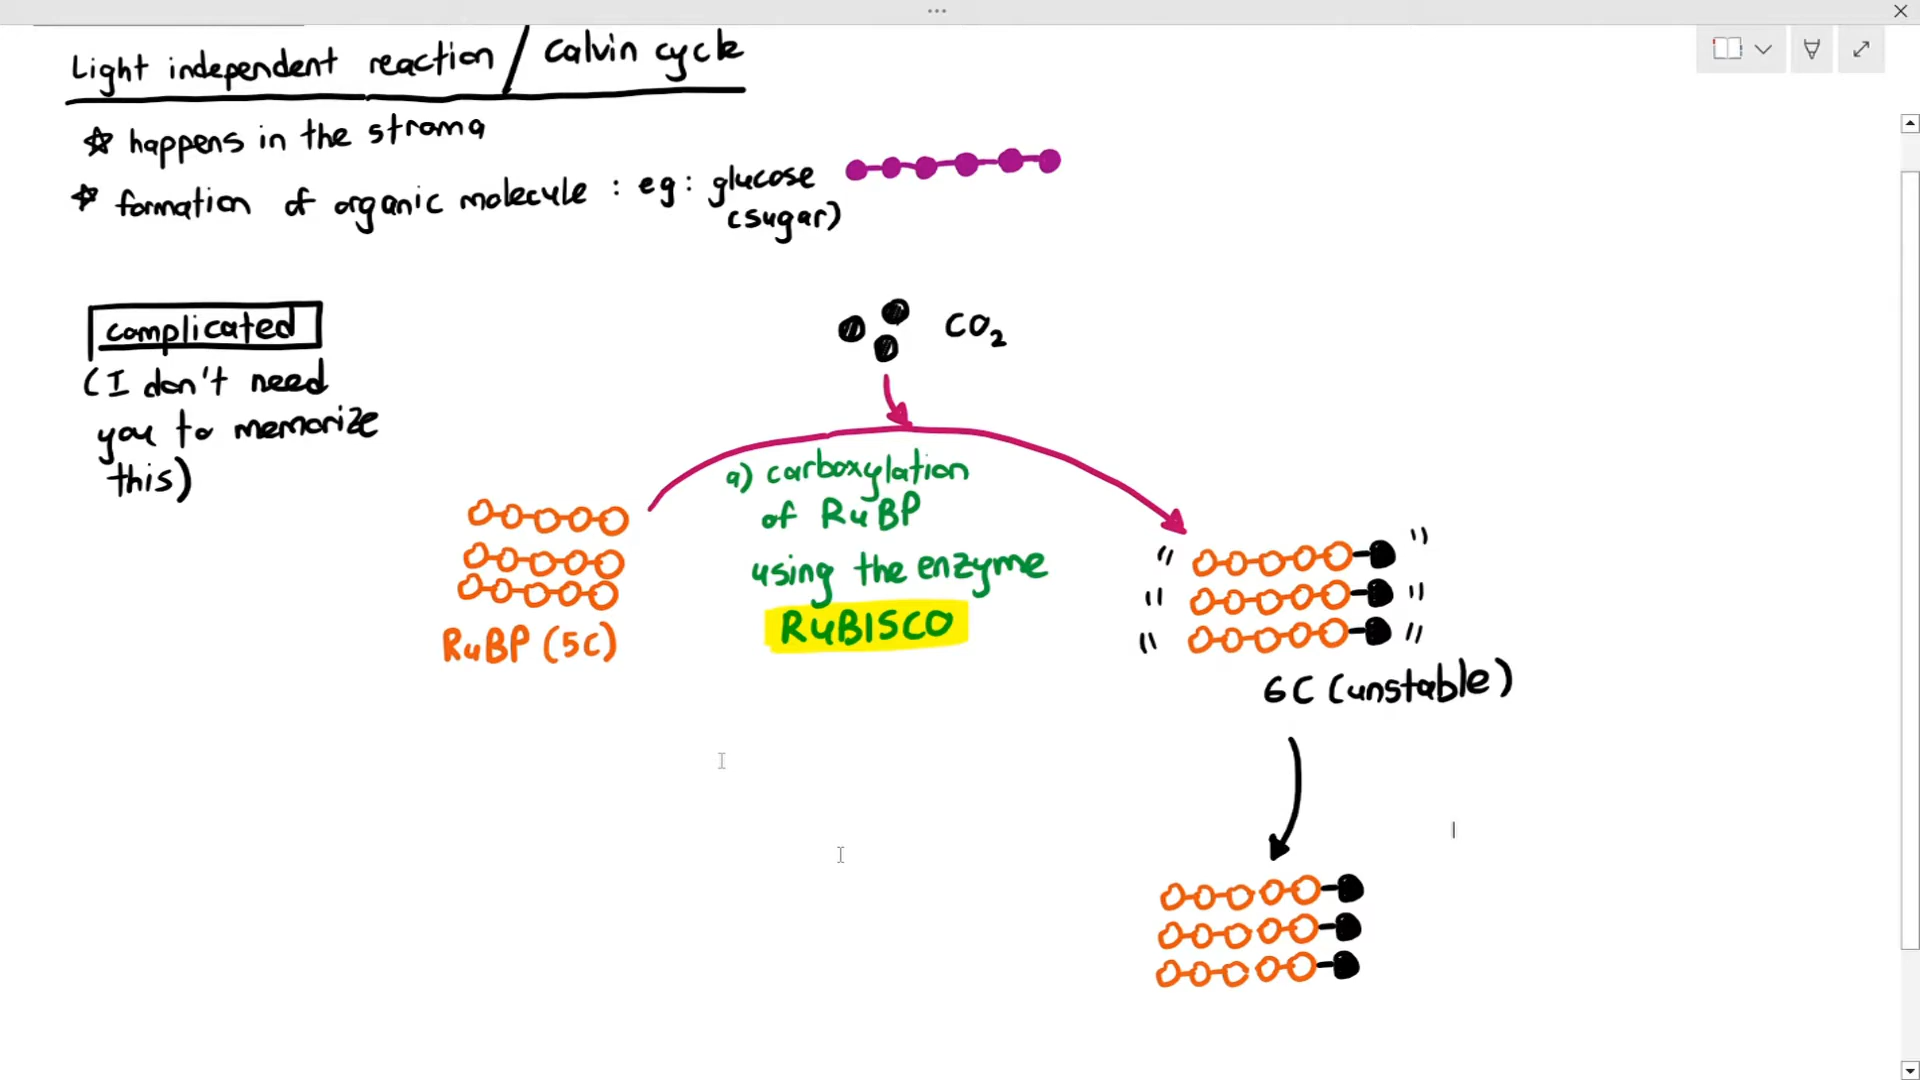 Light independent reaction / Calvin cycle
☆ happens in the stroma
☆ formation of organic molecule : eg: glucose
(sugar)
complicated
(I don't need
you to memorize
this)
CO₂
a) carboxylation
of RuBP
using the enzyme
RuBISCO
RuBP (5C)
6C (unstable)